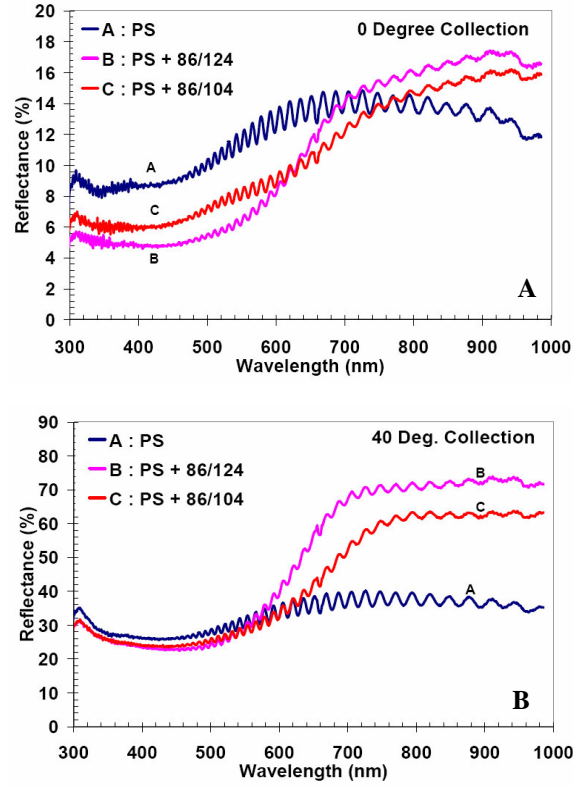 20
18
16
14
12
10
8
6
4
2
0
Reflectance (%)
A : PS
B : PS + 86/124
C : PS + 86/104
0 Degree Collection
A
C
B
A
300 400 500 600 700 800 900 1000
Wavelength (nm)
90
80
70
60
50
40
30
20
10
0
Reflectance (%)
A : PS
B : PS + 86/124
C : PS + 86/104
40 Deg. Collection
B
C
A
B
300 400 500 600 700 800 900 1000
Wavelength (nm)